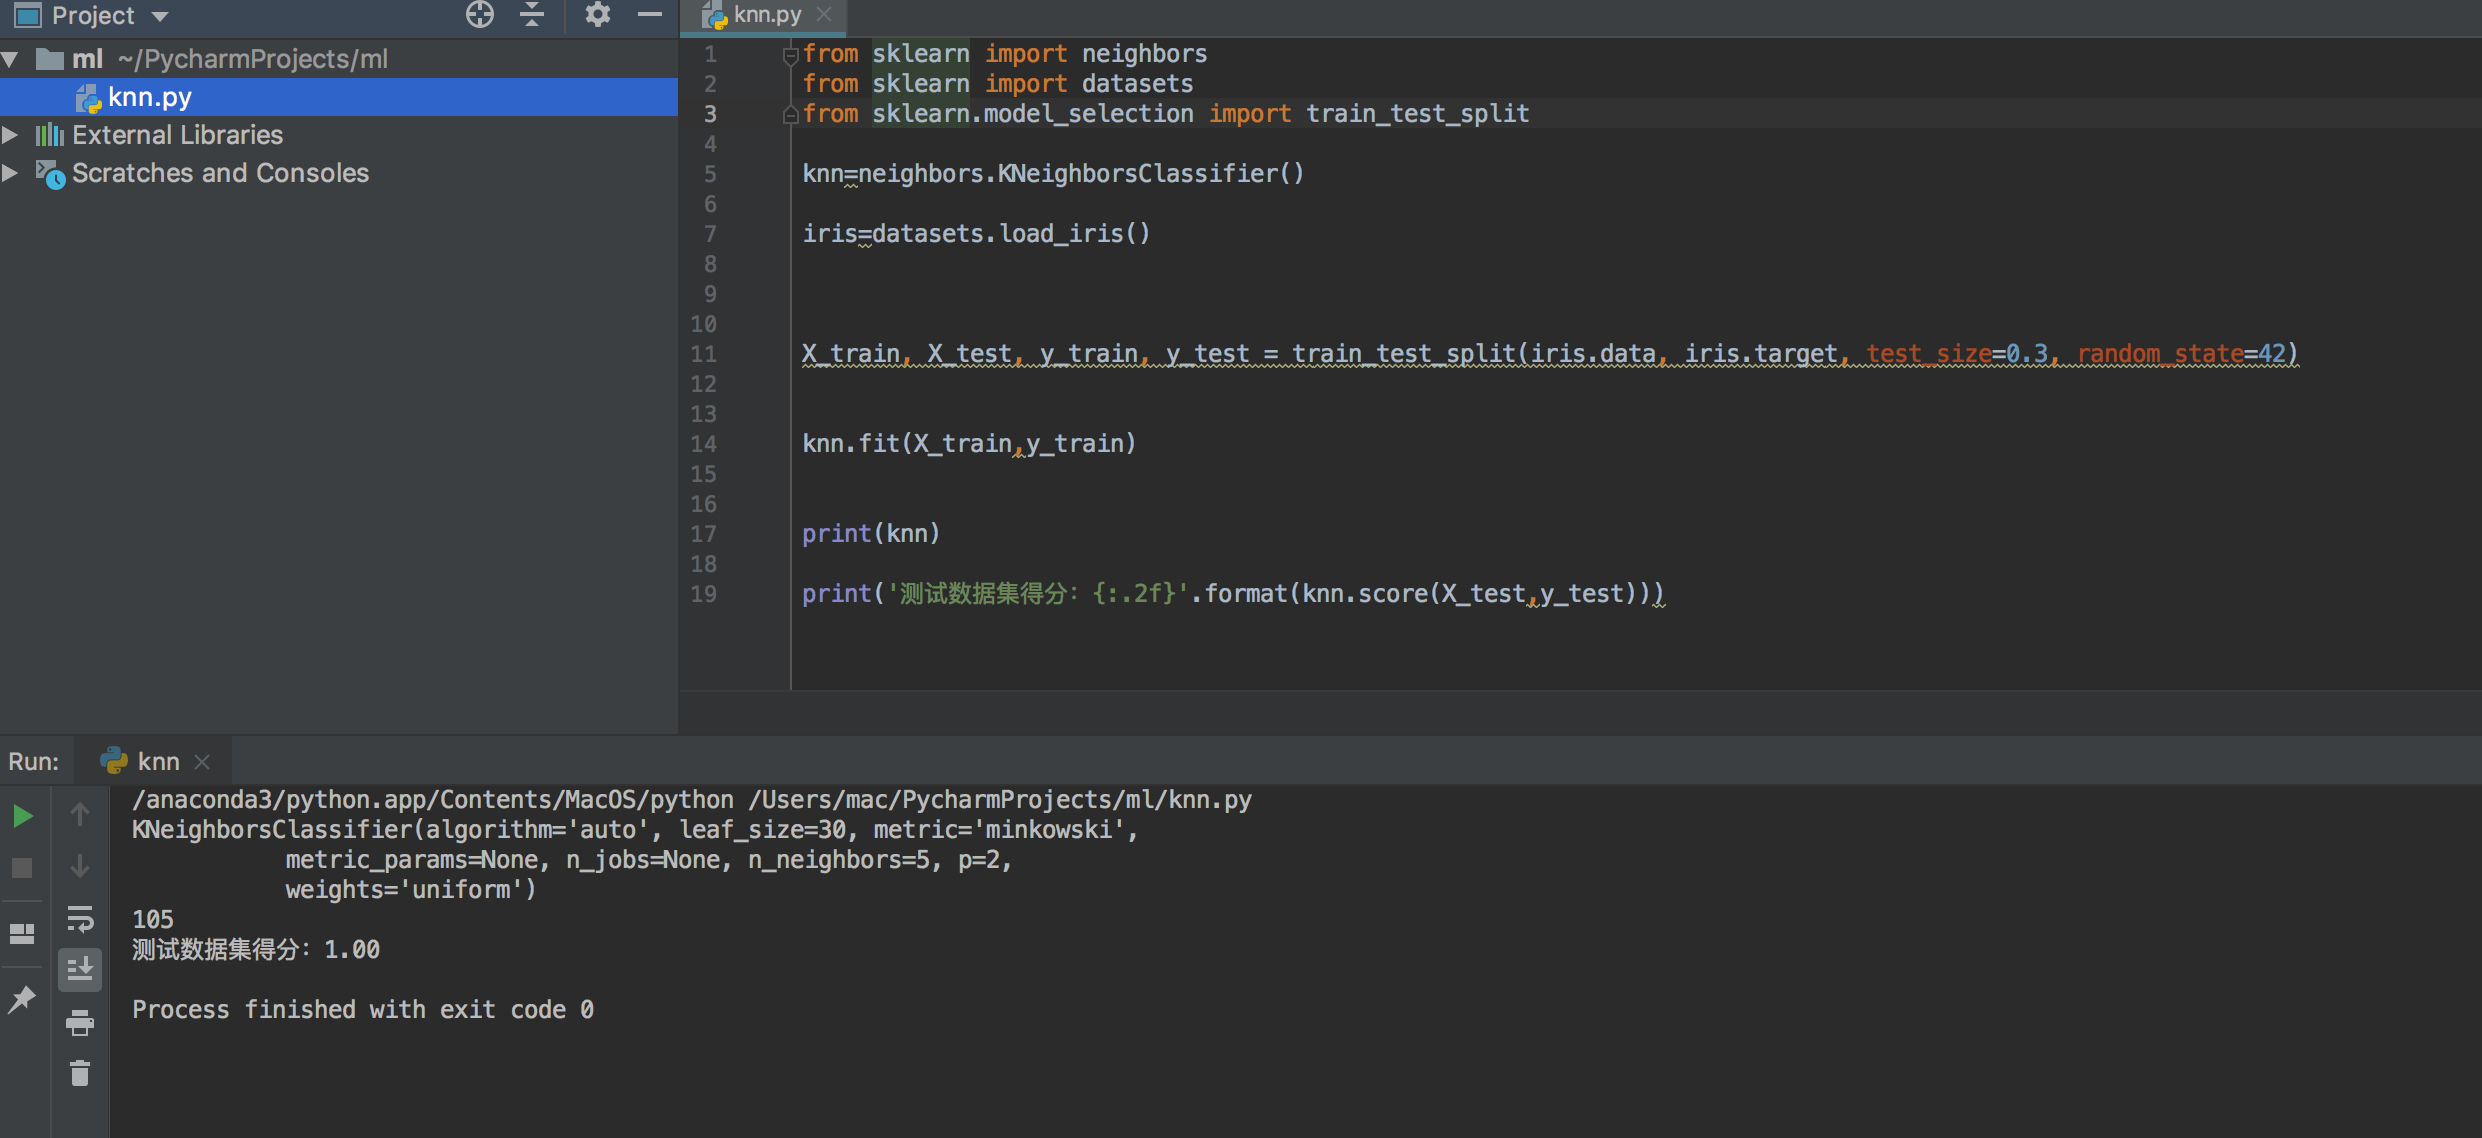 Project
knn.py
ml ~/PycharmProjects/ml
knn.py
External Libraries
Scratches and Consoles
1 from sklearn import neighbors
2 from sklearn import datasets
3 from sklearn.model_selection import train_test_split
4
5 knn=neighbors.KNeighborsClassifier()
6
7 iris=datasets.load_iris()
8
9
10
11 X_train, X_test, y_train, y_test = train_test_split(iris.data, iris.target, test_size=0.3, random_state=42)
12
13
14 knn.fit(X_train,y_train)
15
16
17 print(knn)
18
19 print('测试数据集得分：{:.2f}'.format(knn.score(X_test,y_test)))
Run: knn
/anaconda3/python.app/Contents/MacOS/python /Users/mac/PycharmProjects/ml/knn.py
KNeighborsClassifier(algorithm='auto', leaf_size=30, metric='minkowski',
metric_params=None, n_jobs=None, n_neighbors=5, p=2,
weights='uniform')
105
测试数据集得分：1.00
Process finished with exit code 0